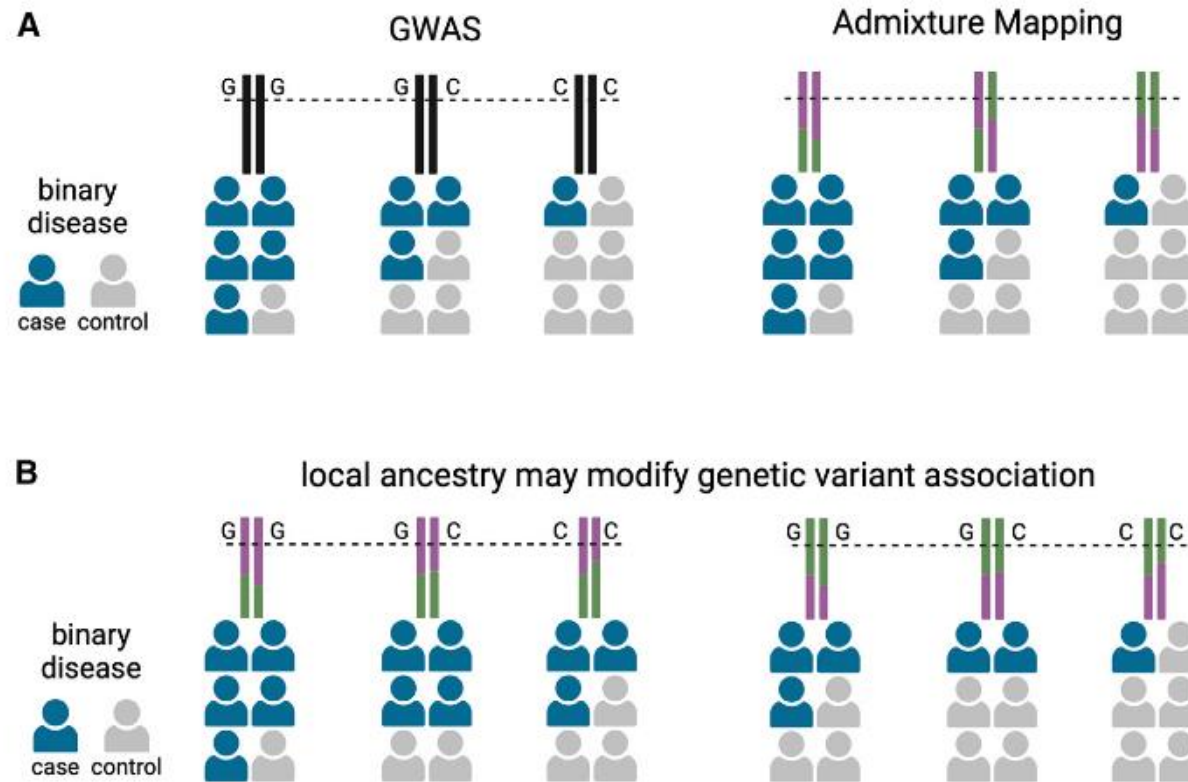 A
GWAS
Admixture Mapping
G G G C C C
binary
disease
case control
B
local ancestry may modify genetic variant association
G G G C C C G G G C C C
binary
disease
case control